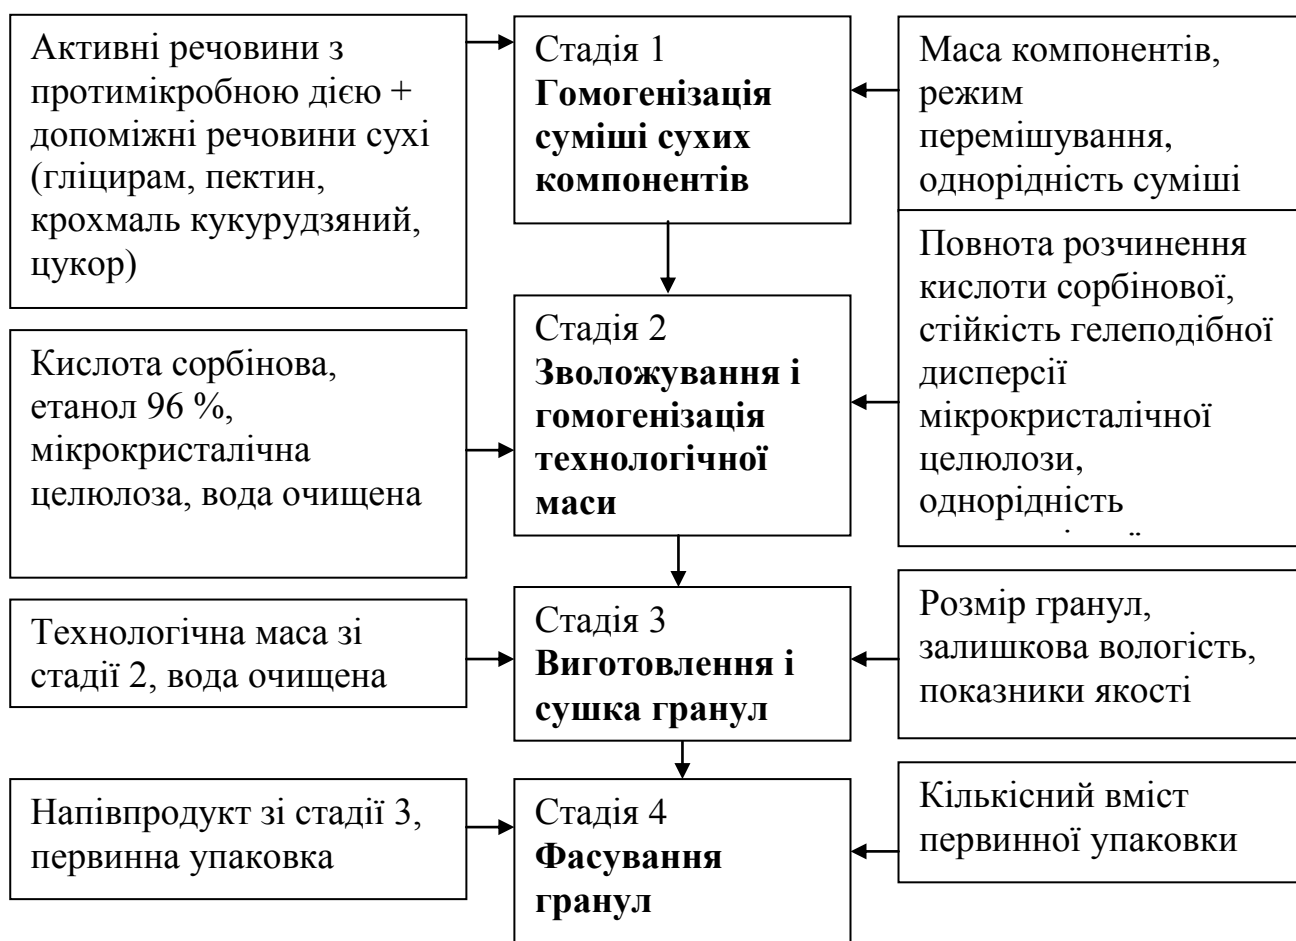 Активні речовини з
протимікробною дією +
допоміжні речовини сухі
(гліцирам, пектин,
крохмаль кукурудзяний,
цукор)
Стадія 1
Гомогенізація
суміші сухих
компонентів
Маса компонентів,
режим
перемішування,
однорідність суміші
Кислота сорбінова,
етанол 96 %,
мікрокристалічна
целюлоза, вода очищена
Стадія 2
Зволожування і
гомогенізація
технологічної
маси
Повнота розчинення
кислоти сорбінової,
стійкість гелеподібної
дисперсії
мікрокристалічної
целюлози,
однорідність
Технологічна маса зі
стадії 2, вода очищена
Стадія 3
Виготовлення і
сушка гранул
Розмір гранул,
залишкова вологість,
показники якості
Напівпродукт зі стадії 3,
первинна упаковка
Стадія 4
Фасування
гранул
Кількісний вміст
первинної упаковки